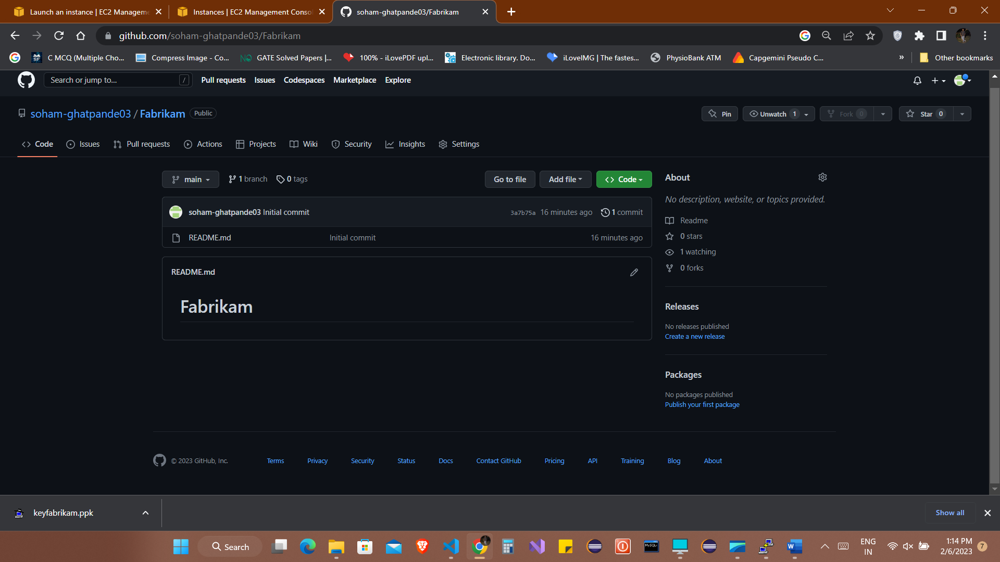 Launch an instance | EC2 Manageme
Instances | EC2 Management Conso
soham-ghatpande03/Fabrikam
github.com/soham-ghatpande03/Fabrikam
C MCQ (Multiple Cho...
Compress Image - Co...
GATE Solved Papers |...
100% - iLovePDF upl...
Electronic library. Do...
iLoveIMG | The fastes...
PhysioBank ATM
Capgemini Pseudo C...
»
Other bookmarks
Search or jump to...
/
Pull requests
Issues
Codespaces
Marketplace
Explore
soham-ghatpande03 / Fabrikam
Public
Pin
Unwatch 1
Fork 0
Star 0
Code
Issues
Pull requests
Actions
Projects
Wiki
Security
Insights
Settings
main
1 branch
0 tags
Go to file
Add file
Code
soham-ghatpande03 Initial commit
3a7b75a 16 minutes ago
1 commit
README.md
Initial commit
16 minutes ago
README.md
Fabrikam
About
No description, website, or topics provided.
Readme
0 stars
1 watching
0 forks
Releases
No releases published
Create a new release
Packages
No packages published
Publish your first package
© 2023 GitHub, Inc.
Terms
Privacy
Security
Status
Docs
Contact GitHub
Pricing
API
Training
Blog
About
keyfabrikam.ppk
Show all
Search
ENG
IN
1:14 PM
2/6/2023
7